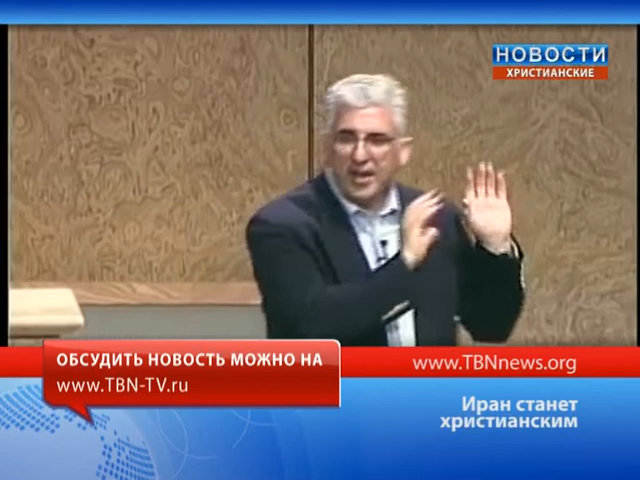 НОВОСТИ
ХРИСТИАНСКИЕ
ОБСУДИТЬ НОВОСТЬ МОЖНО НА
www.TBN-TV.ru
www.TBNnews.org
Иран станет
христианским